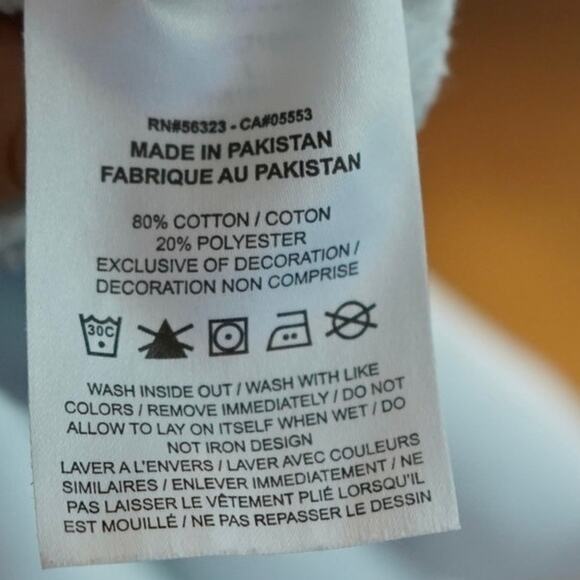 RN#56323 - CA#05553
MADE IN PAKISTAN
FABRIQUE AU PAKISTAN
80% COTTON / COTON
20% POLYESTER
EXCLUSIVE OF DECORATION /
DECORATION NON COMPRISE
30C
WASH INSIDE OUT / WASH WITH LIKE
COLORS / REMOVE IMMEDIATELY / DO NOT
ALLOW TO LAY ON ITSELF WHEN WET / DO
NOT IRON DESIGN
LAVER A L'ENVERS / LAVER AVEC COULEURS
SIMILAIRES / ENLEVER IMMEDIATEMENT / NE
PAS LAISSER LE VÊTEMENT PLIÉ LORSQU'IL
EST MOUILLÉ / NE PAS REPASSER LE DESSIN